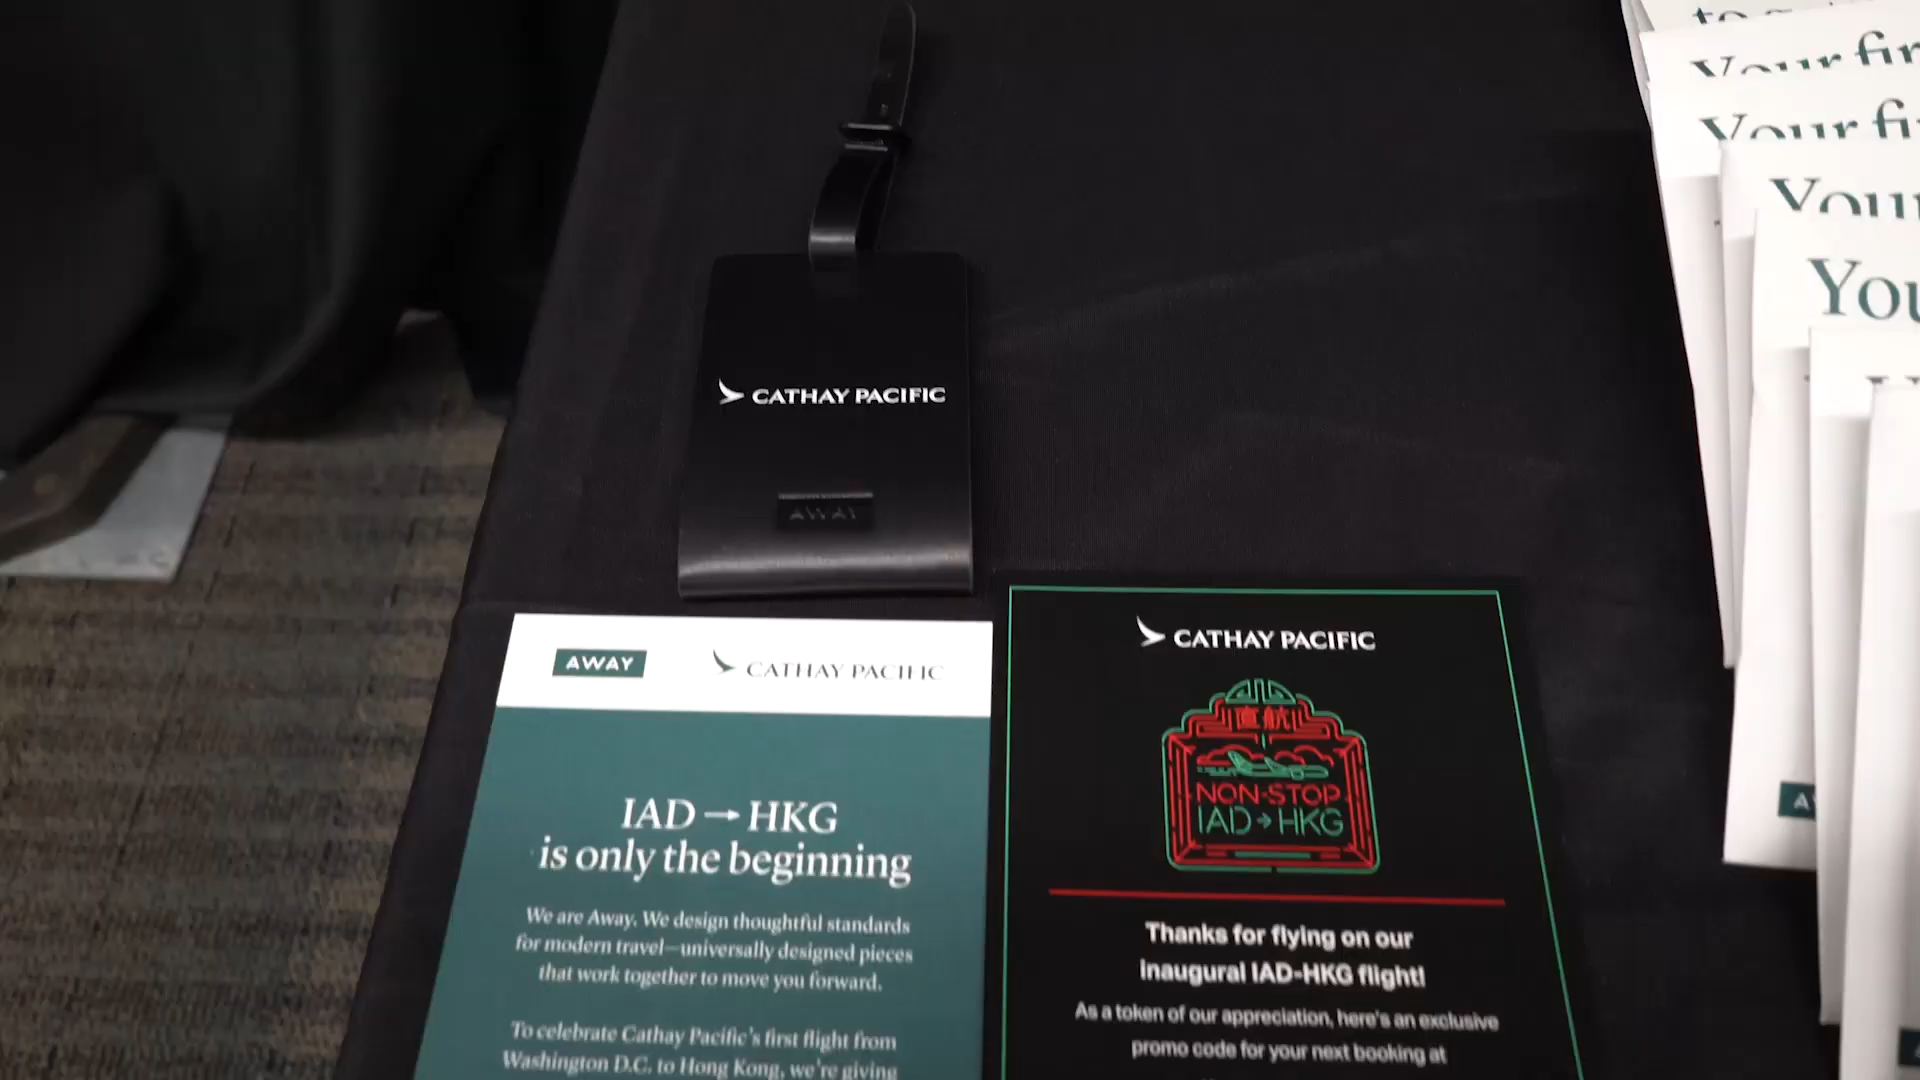 CATHAY PACIFIC
AWAY
AWAY CATHAY PACIFIC
IAD → HKG
is only the beginning
We are Away. We design thoughtful standards
for modern travel—universally designed pieces
that work together to move you forward.
To celebrate Cathay Pacific's first flight from
Washington D.C. to Hong Kong, we're giving
CATHAY PACIFIC
直航
NON-STOP
IAD→HKG
Thanks for flying on our
inaugural IAD-HKG flight!
As a token of our appreciation, here's an exclusive
promo code for your next booking at
to
Your
Your